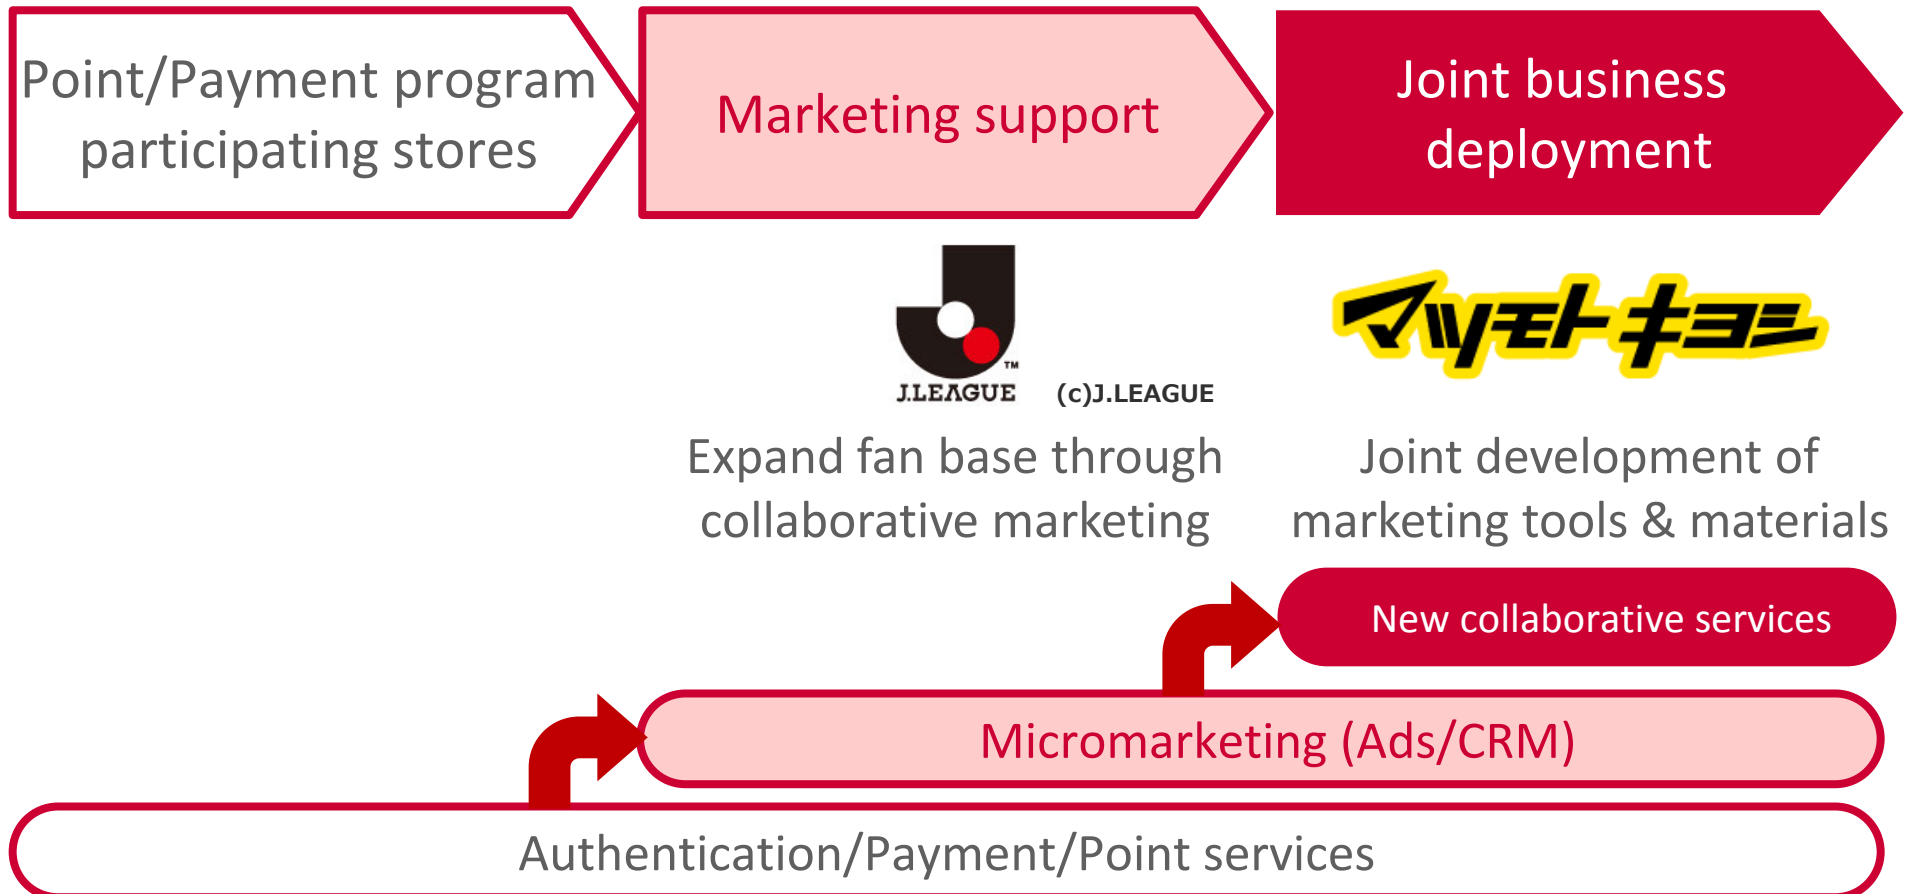 Point/Payment program
participating stores
Marketing support
Joint business
deployment
TM
J.LEAGUE
(c)J.LEAGUE
マツモトキヨシ
Expand fan base through
collaborative marketing
Joint development of
marketing tools & materials
New collaborative services
Micromarketing (Ads/CRM)
Authentication/Payment/Point services